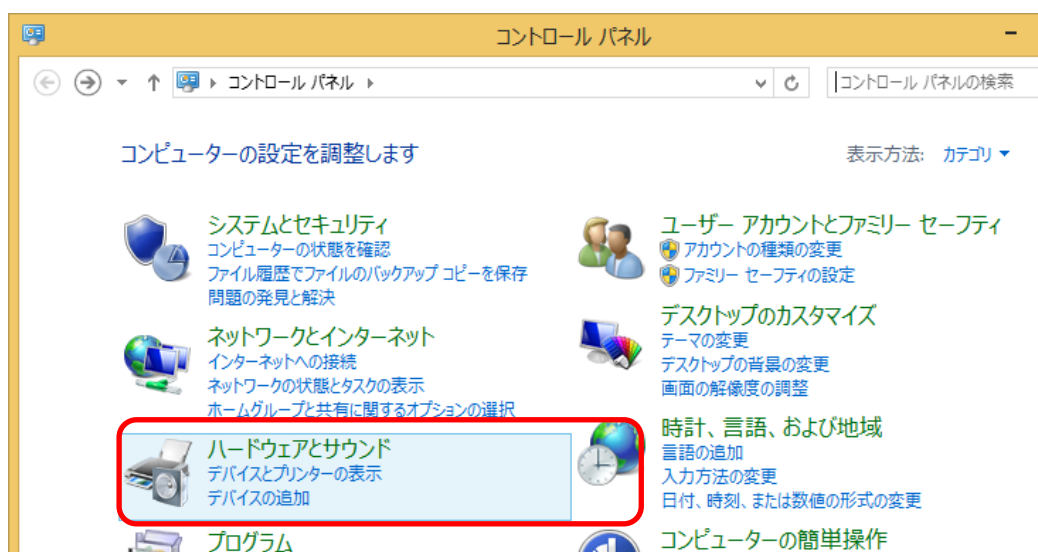 コントロール パネル
コントロール パネル
コントロール パネルの検索
コンピューターの設定を調整します
表示方法: カテゴリ
システムとセキュリティ
コンピューターの状態を確認
ファイル履歴でファイルのバックアップ コピーを保存
問題の発見と解決
ネットワークとインターネット
インターネットへの接続
ネットワークの状態とタスクの表示
ホームグループと共有に関するオプションの選択
ハードウェアとサウンド
デバイスとプリンターの表示
デバイスの追加
プログラム
ユーザー アカウントとファミリー セーフティ
アカウントの種類の変更
ファミリー セーフティの設定
デスクトップのカスタマイズ
テーマの変更
デスクトップの背景の変更
画面の解像度の調整
時計、言語、および地域
言語の追加
入力方法の変更
日付、時刻、または数値の形式の変更
コンピューターの簡単操作